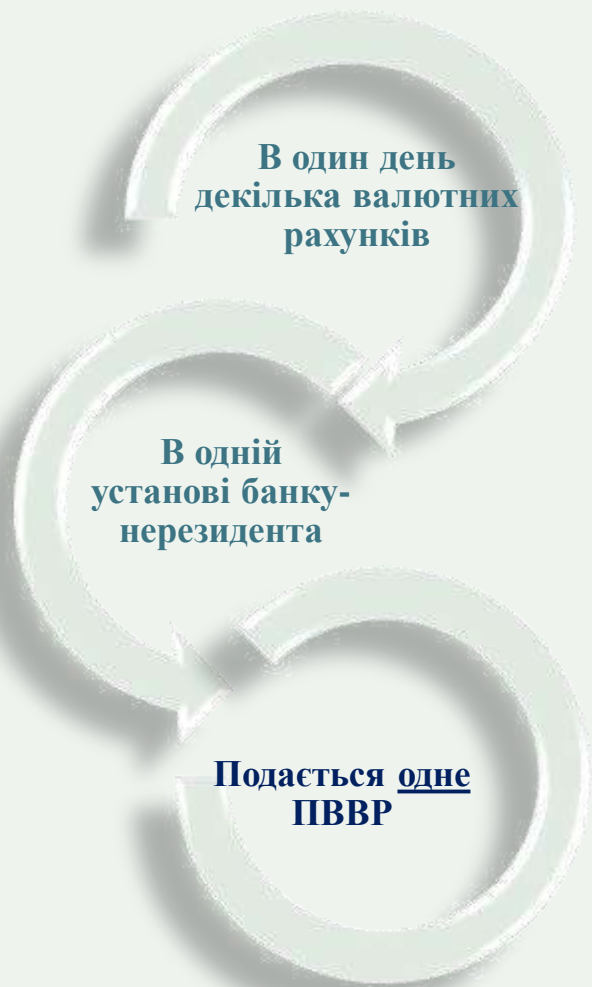 В один день
декілька валютних
рахунків
В одній
установі банку-
нерезидента
Подається одне
ПВВР